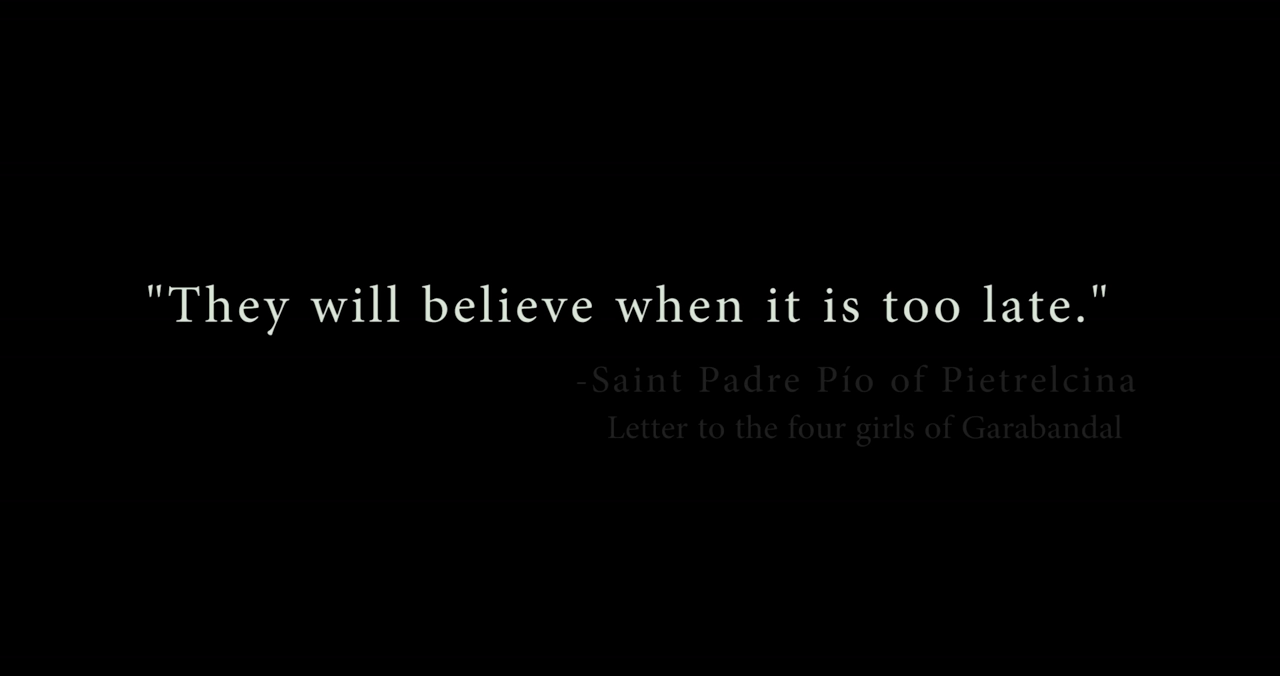 "They will believe when it is too late."
-Saint Padre Pío of Pietrelcina
Letter to the four girls of Garabandal